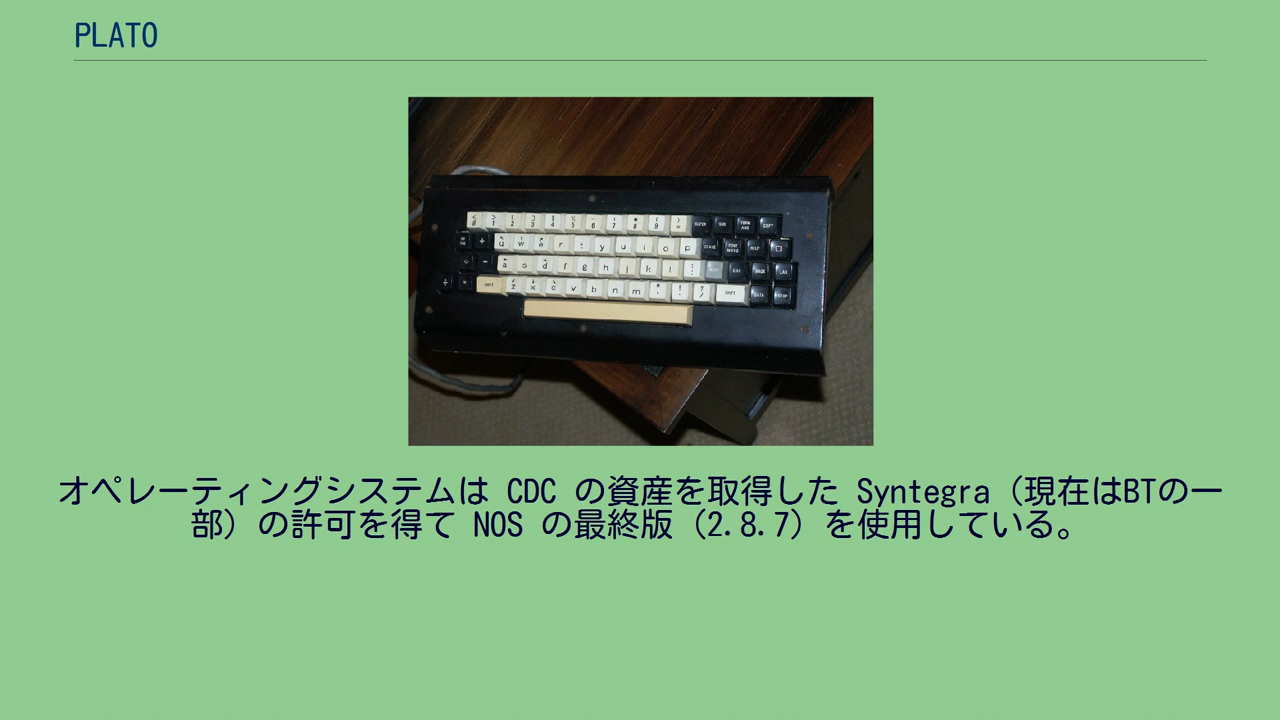 PLATO
オペレーティングシステムは CDC の資産を取得した Syntegra（現在はBTの一
部）の許可を得て NOS の最終版（2.8.7）を使用している。